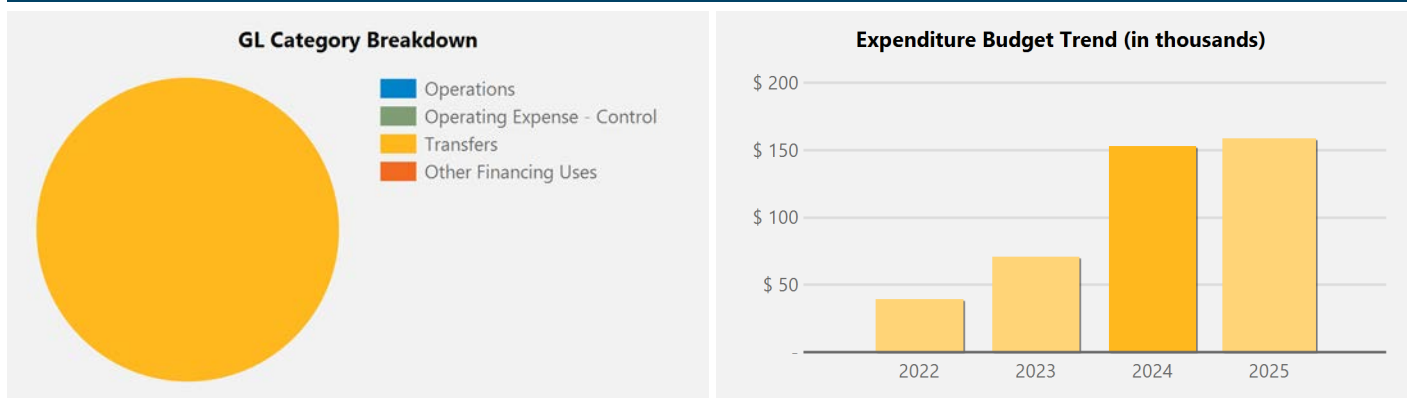 GL Category Breakdown
Operations
Operating Expense - Control
Transfers
Other Financing Uses
Expenditure Budget Trend (in thousands)
$ 200
$ 150
$ 100
$ 50
-
2022 2023 2024 2025